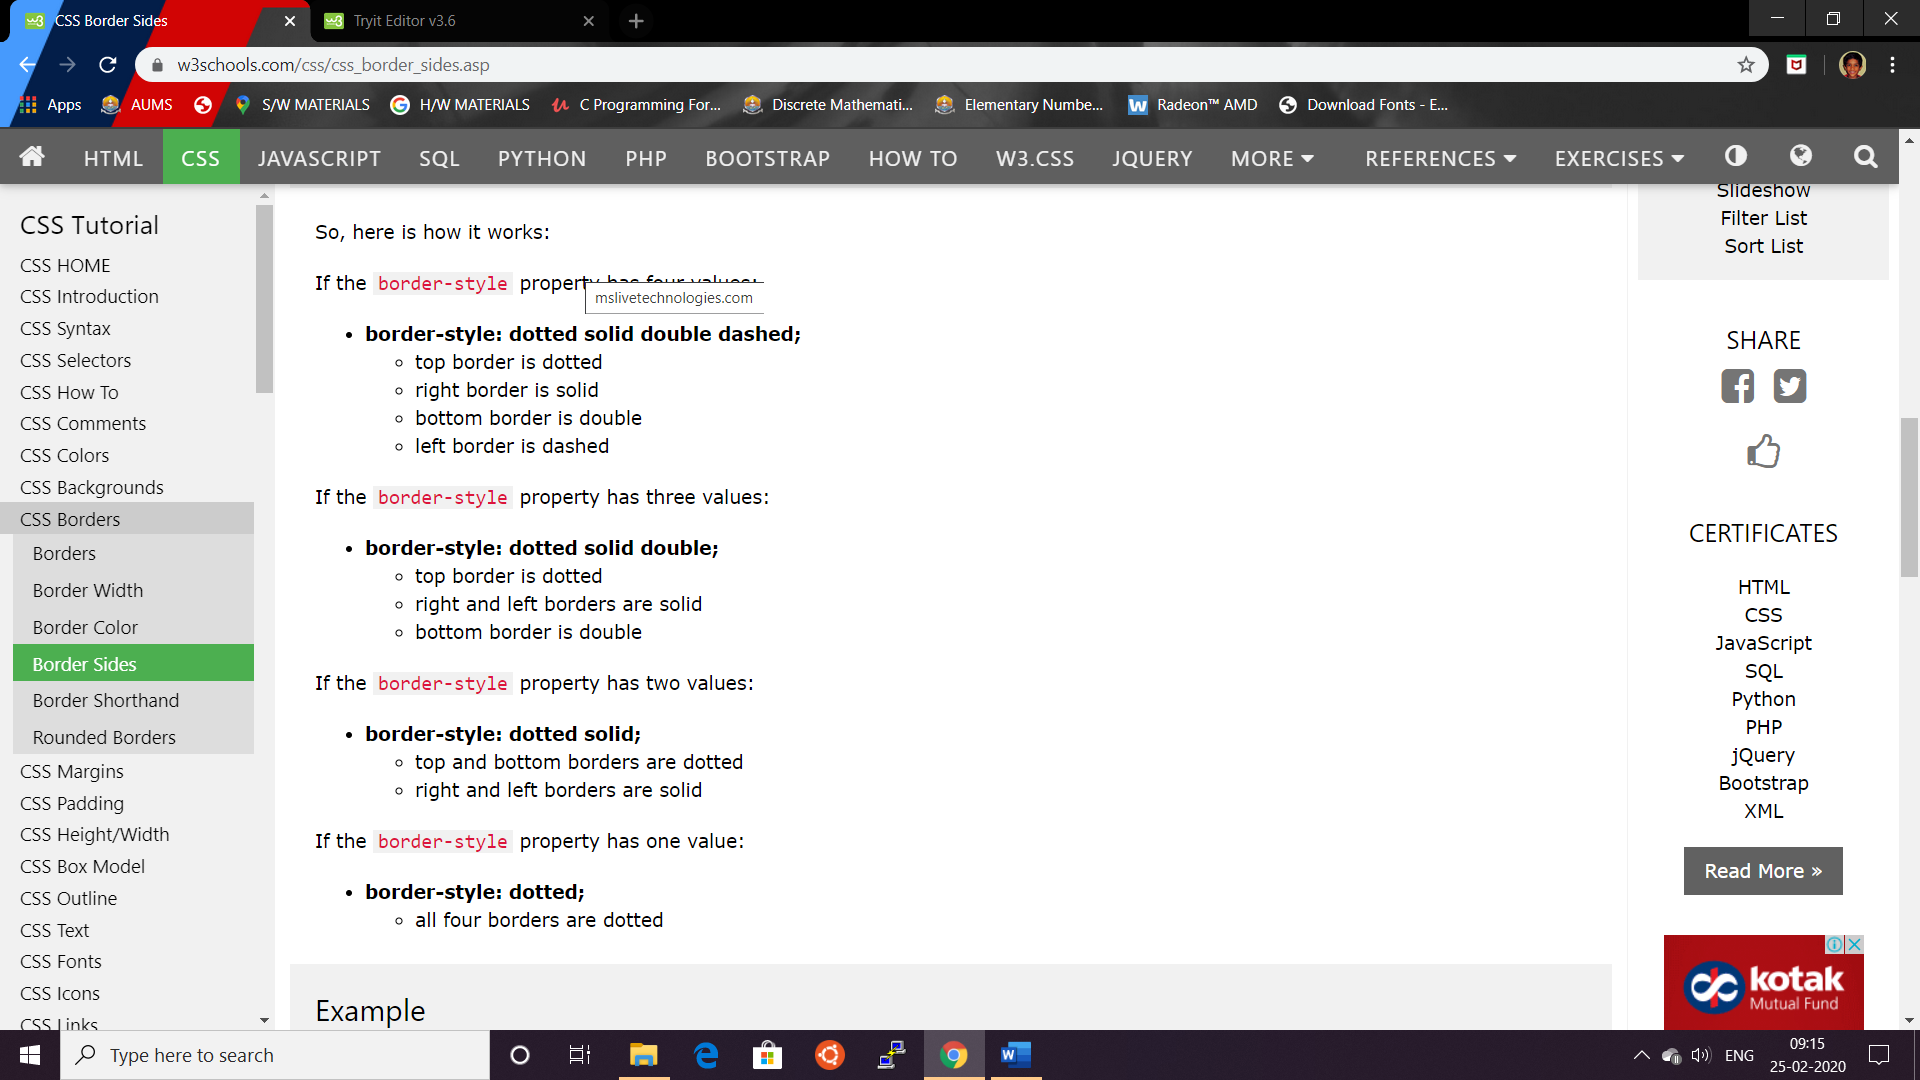 CSS Border Sides
Tryit Editor v3.6
w3schools.com/css/css_border_sides.asp
Apps
AUMS
S/W MATERIALS
H/W MATERIALS
C Programming For...
Discrete Mathemati...
Elementary Numbe...
Radeon™ AMD
Download Fonts - E...
HTML
CSS
JAVASCRIPT
SQL
PYTHON
PHP
BOOTSTRAP
HOW TO
W3.CSS
JQUERY
MORE
REFERENCES
EXERCISES
CSS Tutorial
CSS HOME
CSS Introduction
CSS Syntax
CSS Selectors
CSS How To
CSS Comments
CSS Colors
CSS Backgrounds
CSS Borders
Borders
Border Width
Border Color
Border Sides
Border Shorthand
Rounded Borders
CSS Margins
CSS Padding
CSS Height/Width
CSS Box Model
CSS Outline
CSS Text
CSS Fonts
CSS Icons
CSS Links
So, here is how it works:
If the border-style property has four values:
mslivetechnologies.com
• border-style: dotted solid double dashed;
◦ top border is dotted
◦ right border is solid
◦ bottom border is double
◦ left border is dashed
If the border-style property has three values:
• border-style: dotted solid double;
◦ top border is dotted
◦ right and left borders are solid
◦ bottom border is double
If the border-style property has two values:
• border-style: dotted solid;
◦ top and bottom borders are dotted
◦ right and left borders are solid
If the border-style property has one value:
• border-style: dotted;
◦ all four borders are dotted
Example
Slideshow
Filter List
Sort List
SHARE
CERTIFICATES
HTML
CSS
JavaScript
SQL
Python
PHP
jQuery
Bootstrap
XML
Read More »
kotak
Mutual Fund
Type here to search
ENG
09:15
25-02-2020